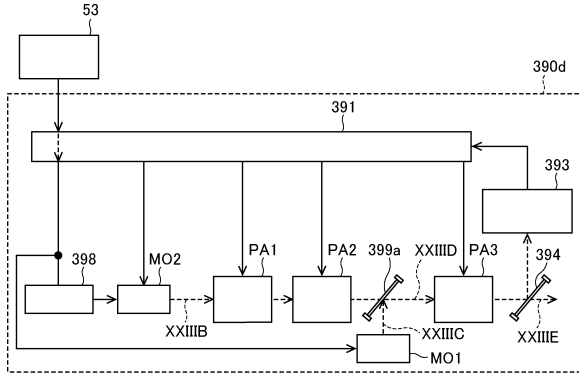 53
390d
391
393
398
MO2
PA1
PA2
399a
XXIIID
PA3
394
XXIIIB
XXIIIC
XXIIIE
MO1